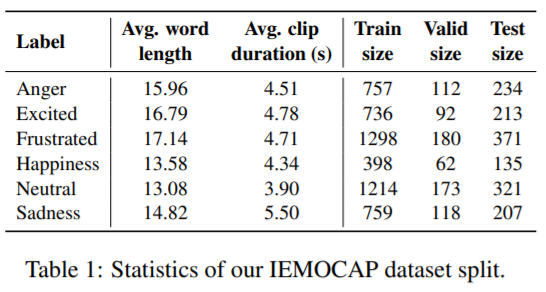 Label Avg. word length Avg. clip duration (s) Train size Valid size Test size
Anger 15.96 4.51 757 112 234
Excited 16.79 4.78 736 92 213
Frustrated 17.14 4.71 1298 180 371
Happiness 13.58 4.34 398 62 135
Neutral 13.08 3.90 1214 173 321
Sadness 14.82 5.50 759 118 207
Table 1: Statistics of our IEMOCAP dataset split.